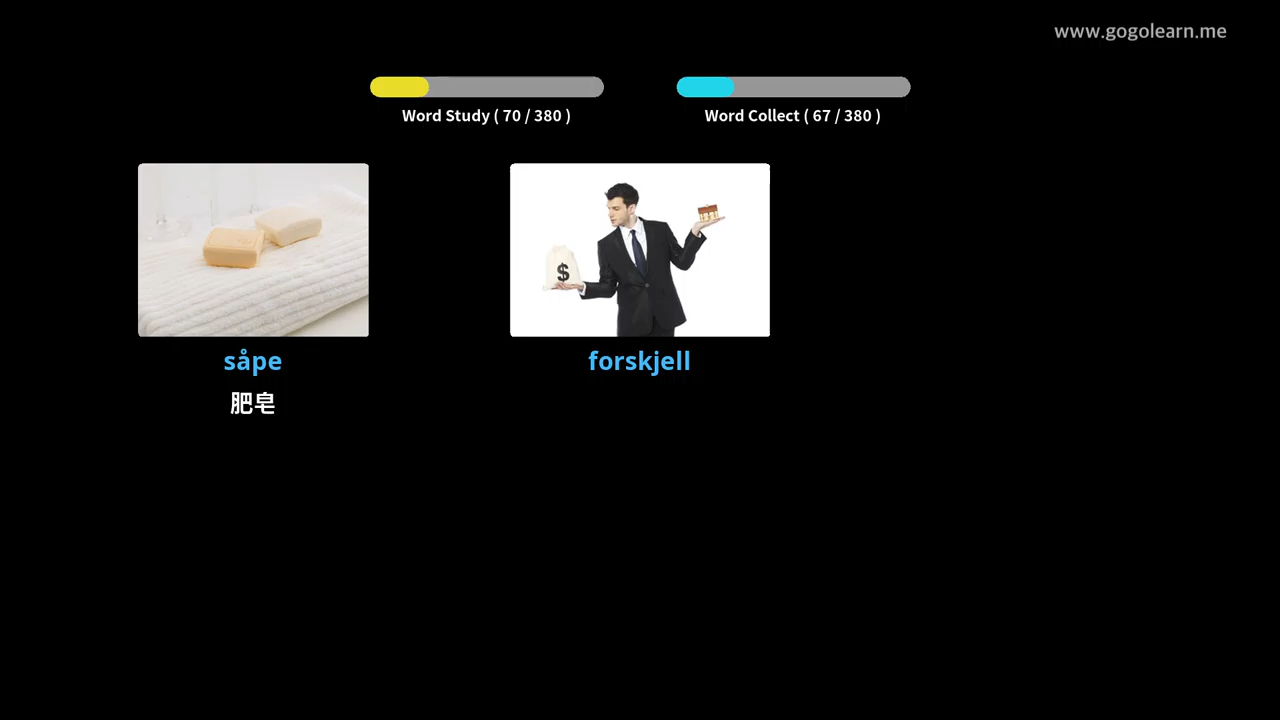 www.gogolearn.me
Word Study ( 70 / 380 )
Word Collect ( 67 / 380 )
$
såpe
forskjell
肥皂